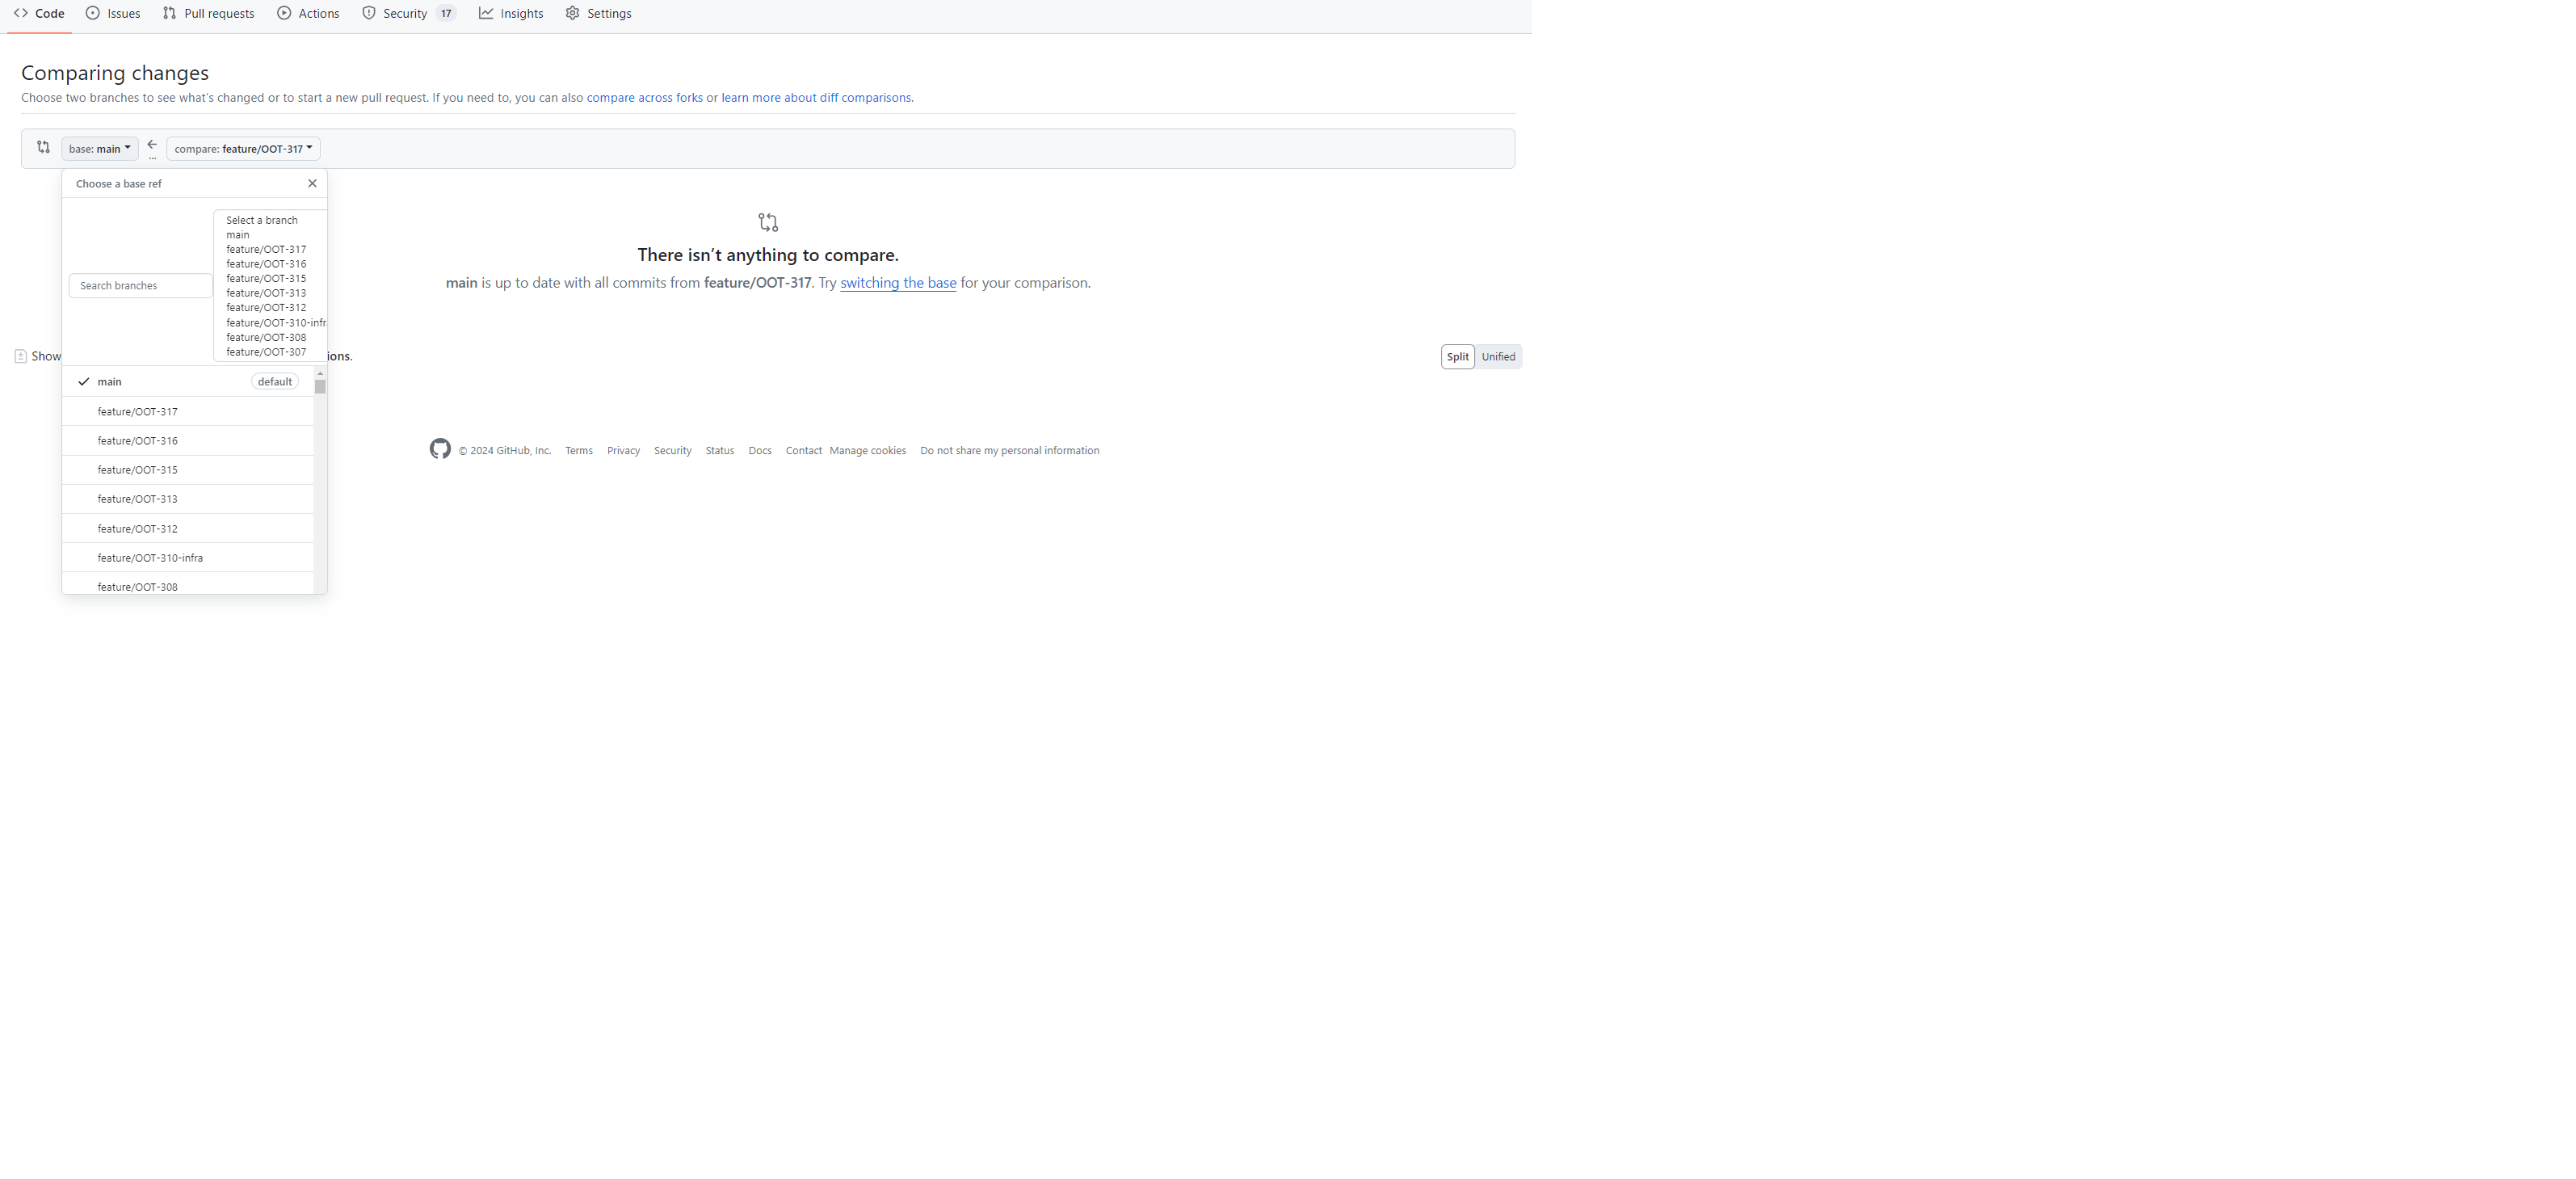 Code Issues Pull requests Actions Security 17 Insights Settings
Comparing changes
Choose two branches to see what's changed or to start a new pull request. If you need to, you can also compare across forks or learn more about diff comparisons.
base: main ... compare: feature/OOT-317
Choose a base ref
Search branches
Select a branch
main
feature/OOT-317
feature/OOT-316
feature/OOT-315
feature/OOT-313
feature/OOT-312
feature/OOT-310-infr
feature/OOT-308
feature/OOT-307
main default
feature/OOT-317
feature/OOT-316
feature/OOT-315
feature/OOT-313
feature/OOT-312
feature/OOT-310-infra
feature/OOT-308
There isn't anything to compare.
main is up to date with all commits from feature/OOT-317. Try switching the base for your comparison.
Show ions. Split Unified
© 2024 GitHub, Inc. Terms Privacy Security Status Docs Contact Manage cookies Do not share my personal information